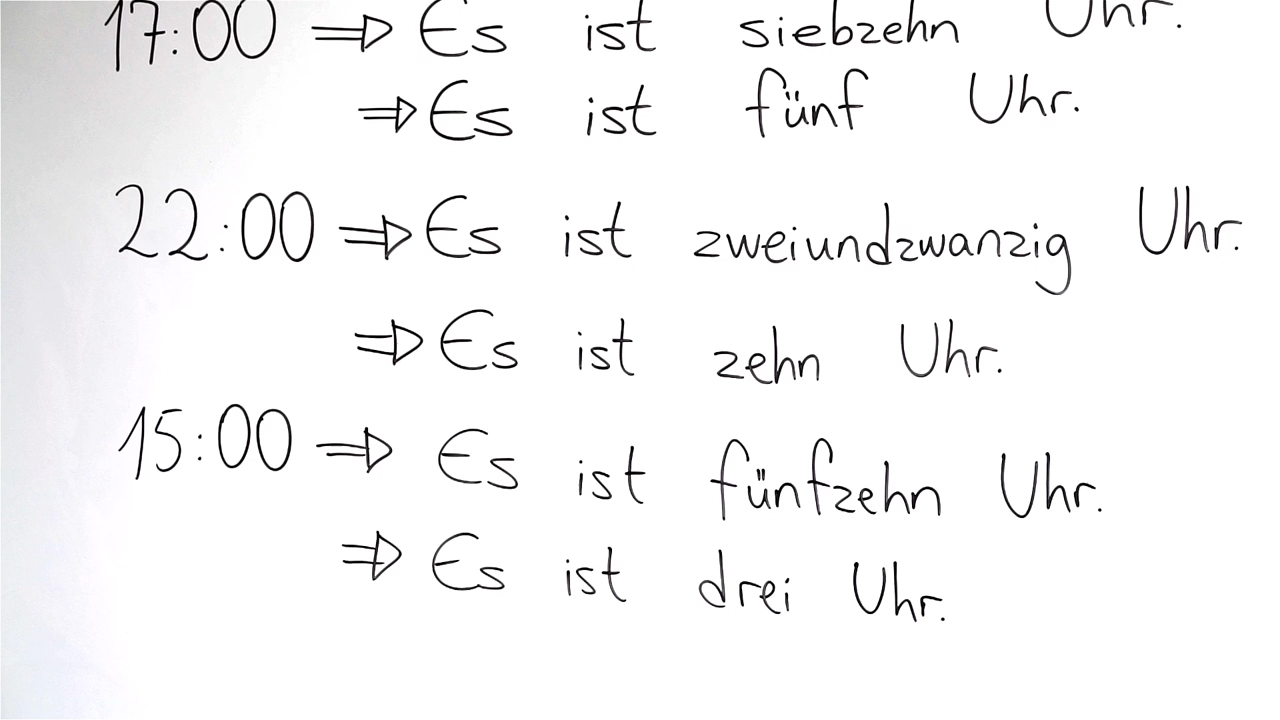 17:00 ⇒ Es ist siebzehn Uhr.
⇒ Es ist fünf Uhr.
22:00 ⇒ Es ist zweiundzwanzig Uhr.
⇒ Es ist zehn Uhr.
15:00 ⇒ Es ist fünfzehn Uhr.
⇒ Es ist drei Uhr.